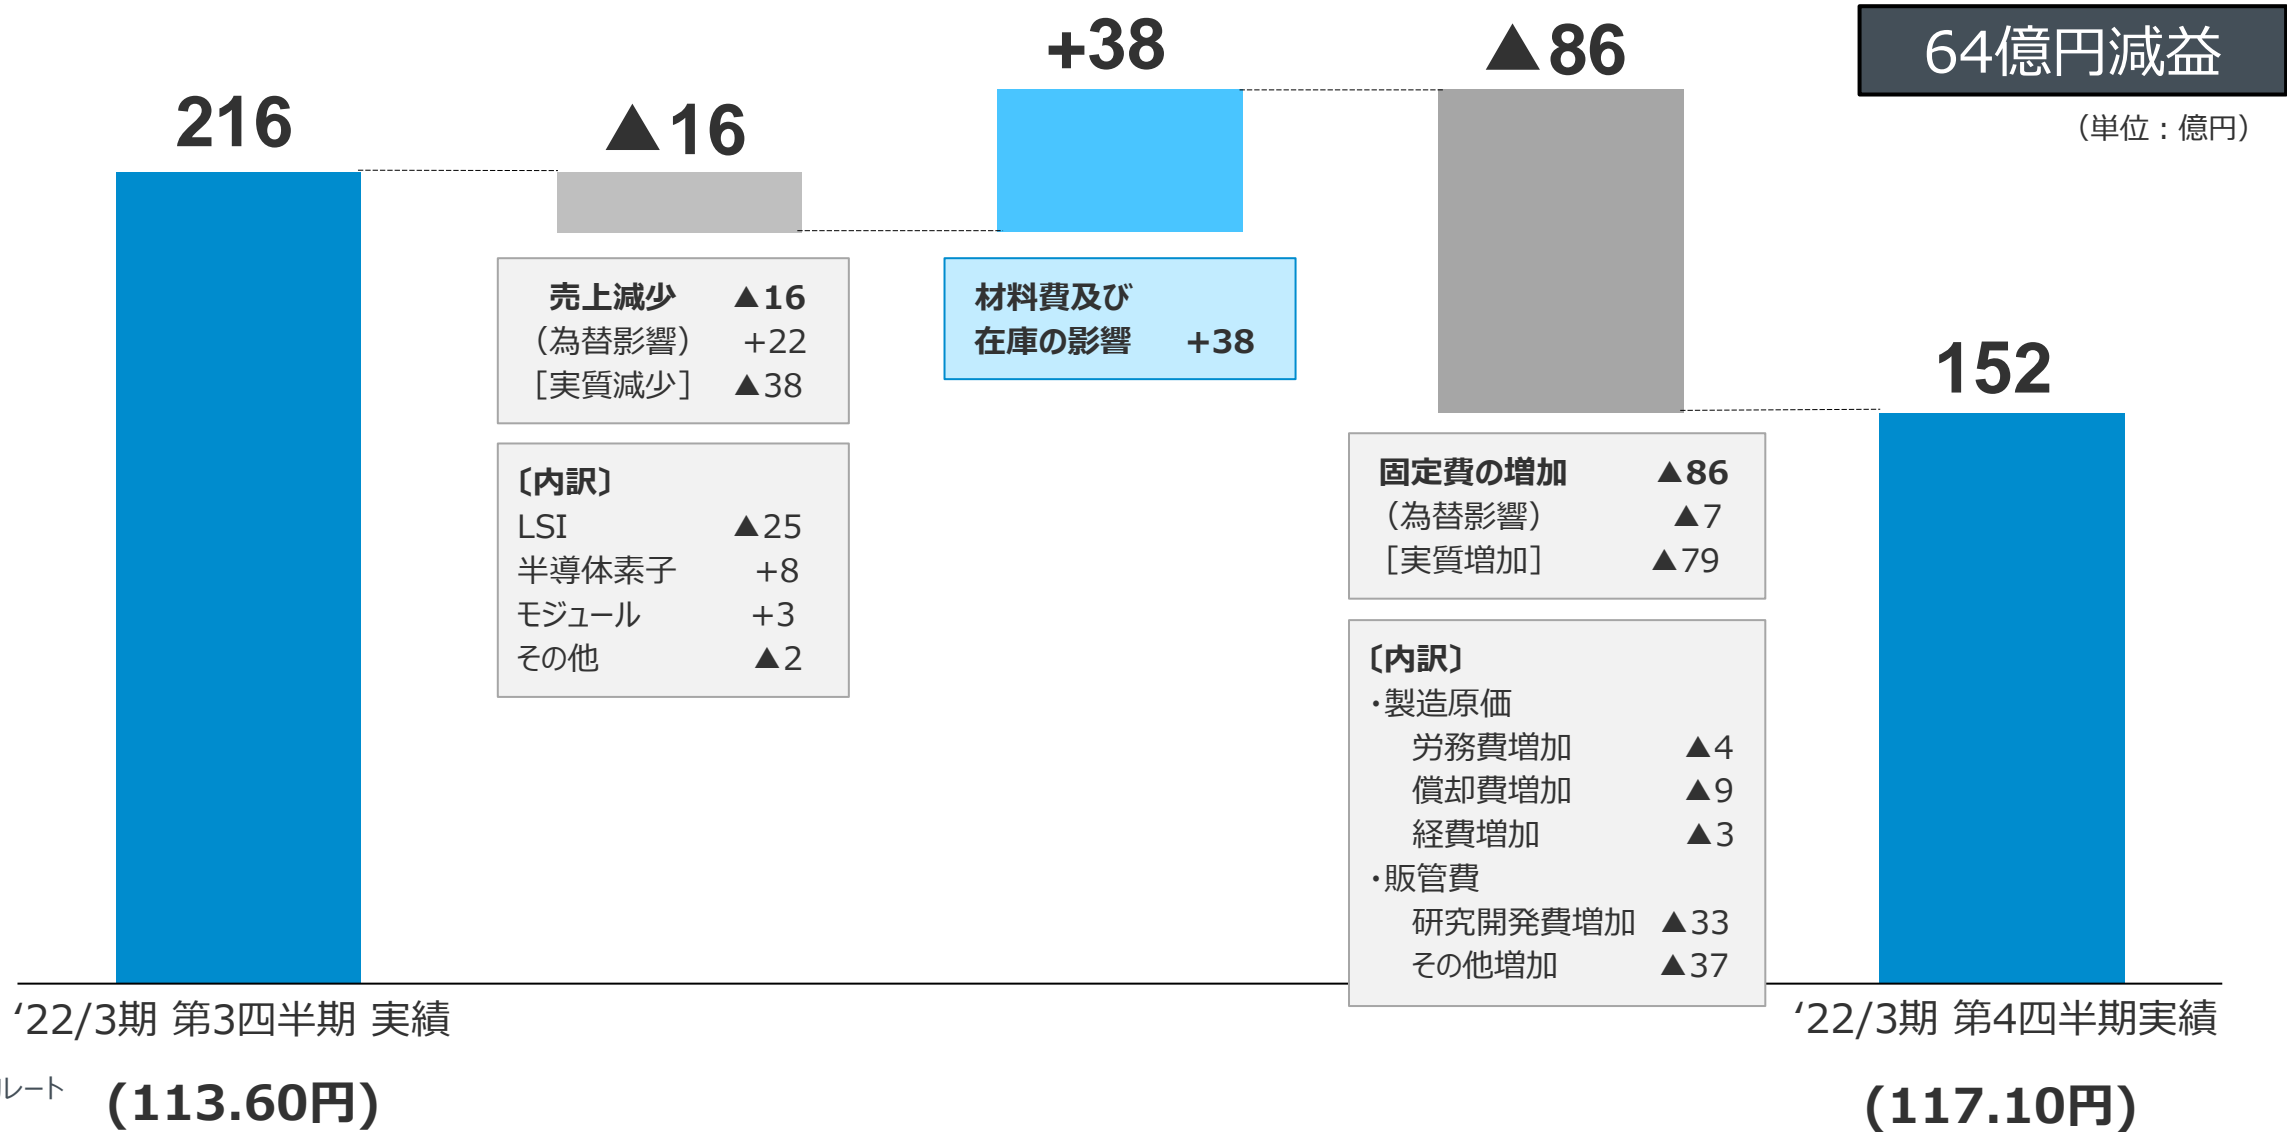 64億円減益
（単位：億円）
216
▲16
+38
▲86
152
売上減少 ▲16
（為替影響） +22
［実質減少］ ▲38
〔内訳〕
LSI ▲25
半導体素子 +8
モジュール +3
その他 ▲2
材料費及び
在庫の影響 +38
固定費の増加 ▲86
（為替影響） ▲7
［実質増加］ ▲79
〔内訳〕
・製造原価
労務費増加 ▲4
償却費増加 ▲9
経費増加 ▲3
・販管費
研究開発費増加 ▲33
その他増加 ▲37
‘22/3期 第3四半期 実績
‘22/3期 第4四半期実績
レート
(113.60円)
(117.10円)